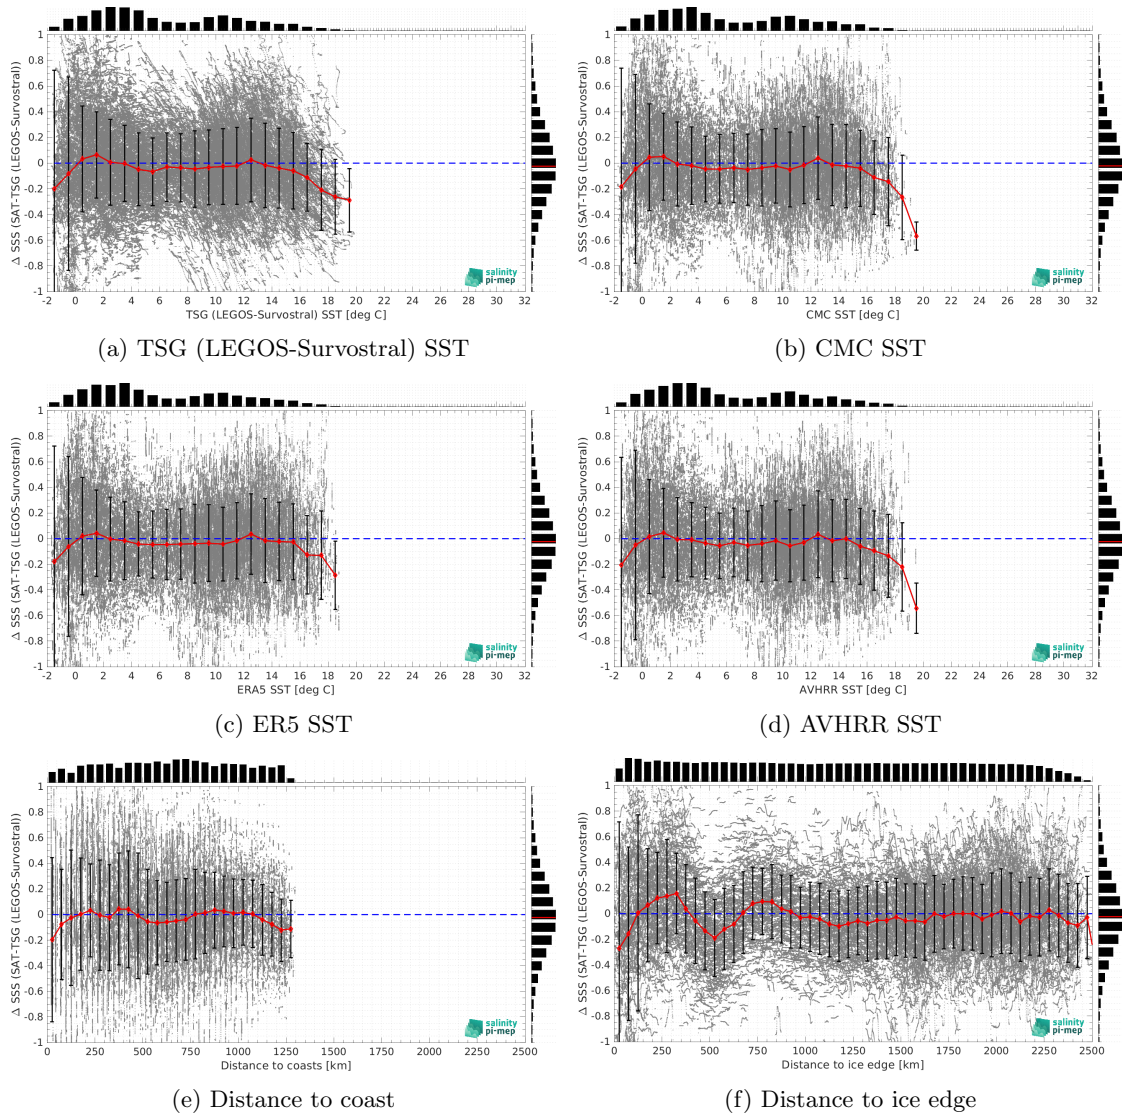 Δ SSS (SAT-TSG (LEGOS-Survostral))
1
0.8
0.6
0.4
0.2
0
-0.2
-0.4
-0.6
-0.8
-1
-2 0 2 4 6 8 10 12 14 16 18 20 22 24 26 28 30 32
TSG (LEGOS-Survostral) SST [deg C]
salinity
pi-mep
(a) TSG (LEGOS-Survostral) SST
Δ SSS (SAT-TSG (LEGOS-Survostral))
1
0.8
0.6
0.4
0.2
0
-0.2
-0.4
-0.6
-0.8
-1
-2 0 2 4 6 8 10 12 14 16 18 20 22 24 26 28 30 32
CMC SST [deg C]
salinity
pi-mep
(b) CMC SST
Δ SSS (SAT-TSG (LEGOS-Survostral))
1
0.8
0.6
0.4
0.2
0
-0.2
-0.4
-0.6
-0.8
-1
-2 0 2 4 6 8 10 12 14 16 18 20 22 24 26 28 30 32
ERA5 SST [deg C]
salinity
pi-mep
(c) ER5 SST
Δ SSS (SAT-TSG (LEGOS-Survostral))
1
0.8
0.6
0.4
0.2
0
-0.2
-0.4
-0.6
-0.8
-1
-2 0 2 4 6 8 10 12 14 16 18 20 22 24 26 28 30 32
AVHRR SST [deg C]
salinity
pi-mep
(d) AVHRR SST
Δ SSS (SAT-TSG (LEGOS-Survostral))
1
0.8
0.6
0.4
0.2
0
-0.2
-0.4
-0.6
-0.8
-1
0 250 500 750 1000 1250 1500 1750 2000 2250 2500
Distance to coasts [km]
salinity
pi-mep
(e) Distance to coast
Δ SSS (SAT-TSG (LEGOS-Survostral))
1
0.8
0.6
0.4
0.2
0
-0.2
-0.4
-0.6
-0.8
-1
0 250 500 750 1000 1250 1500 1750 2000 2250 2500
Distance to ice edge [km]
salinity
pi-mep
(f) Distance to ice edge